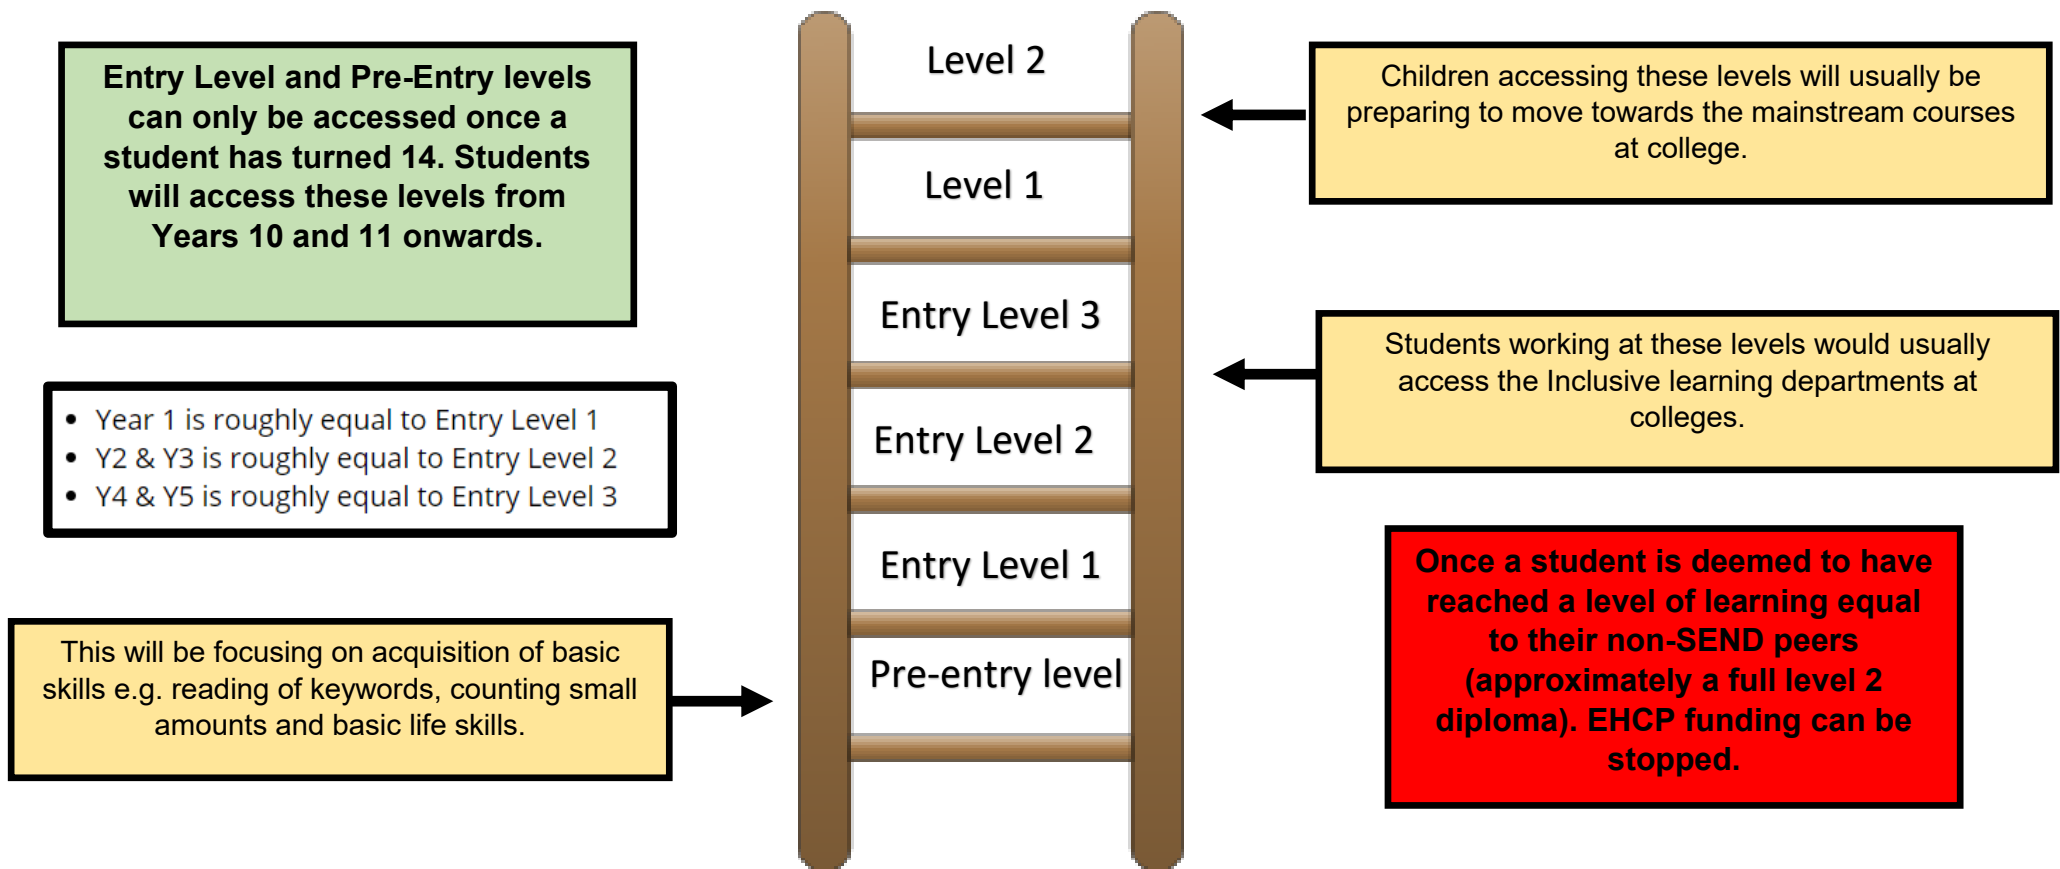 Entry Level and Pre-Entry levels
can only be accessed once a
student has turned 14. Students
will access these levels from
Years 10 and 11 onwards.
• Year 1 is roughly equal to Entry Level 1
• Y2 & Y3 is roughly equal to Entry Level 2
• Y4 & Y5 is roughly equal to Entry Level 3
This will be focusing on acquisition of basic
skills e.g. reading of keywords, counting small
amounts and basic life skills.
Level 2
Level 1
Entry Level 3
Entry Level 2
Entry Level 1
Pre-entry level
Children accessing these levels will usually be
preparing to move towards the mainstream courses
at college.
Students working at these levels would usually
access the Inclusive learning departments at
colleges.
Once a student is deemed to have
reached a level of learning equal
to their non-SEND peers
(approximately a full level 2
diploma). EHCP funding can be
stopped.